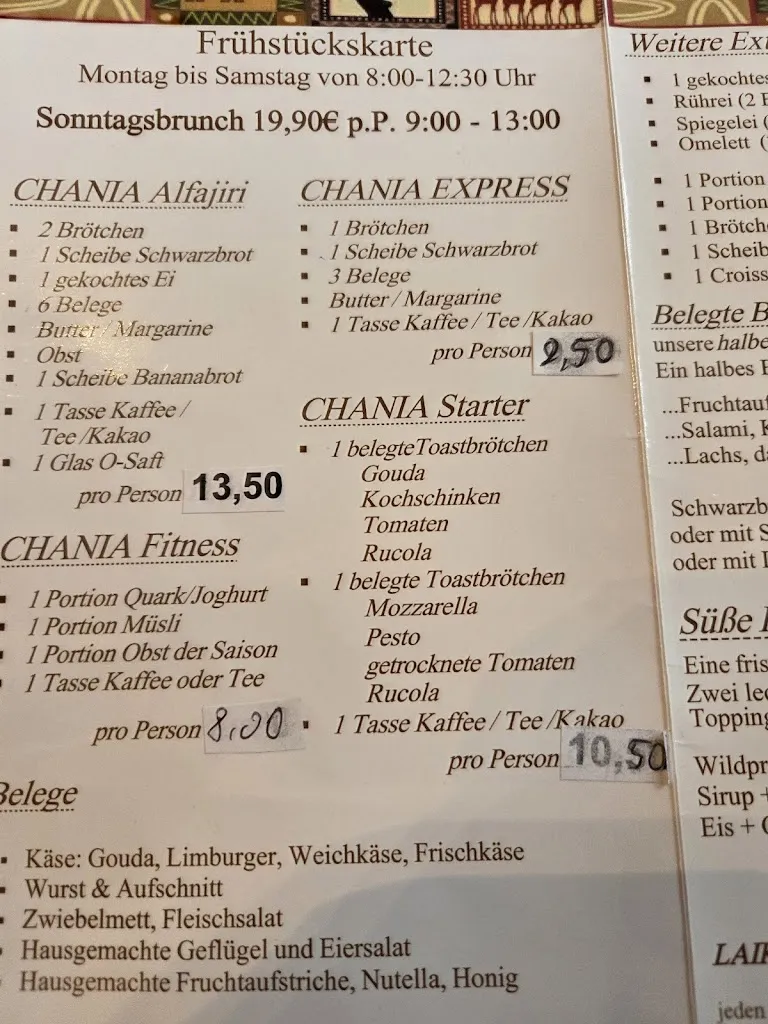 Frühstückskarte
Montag bis Samstag von 8:00-12:30 Uhr
Sonntagsbrunch 19,90€ p.P. 9:00 - 13:00
CHANIA Alfajiri
2 Brötchen
1 Scheibe Schwarzbrot
1 gekochtes Ei
6 Belege
Butter / Margarine
Obst
1 Scheibe Bananabrot
1 Tasse Kaffee /
Tee /Kakao
1 Glas O-Saft
pro Person 13,50
CHANIA Fitness
1 Portion Quark/Joghurt
1 Portion Müsli
1 Portion Obst der Saison
1 Tasse Kaffee oder Tee
pro Person 8,00
CHANIA EXPRESS
1 Brötchen
1 Scheibe Schwarzbrot
3 Belege
Butter / Margarine
1 Tasse Kaffee / Tee /Kakao
pro Person 9,50
CHANIA Starter
1 belegte Toastbrötchen
Gouda
Kochschinken
Tomaten
Rucola
1 belegte Toastbrötchen
Mozzarella
Pesto
getrocknete Tomaten
Rucola
1 Tasse Kaffee / Tee /Kakao
pro Person 10,50
Belege
Käse: Gouda, Limburger, Weichkäse, Frischkäse
Wurst & Aufschnitt
Zwiebelmett, Fleischsalat
Hausgemachte Geflügel und Eiersalat
Hausgemachte Fruchtaufstriche, Nutella, Honig
Weitere Ext
1 gekochtes
Rührei (2 E
Spiegelei (
Omelett (
1 Portion
1 Portion
1 Brötch
1 Scheib
1 Croiss
Belegte B
unsere halbe
Ein halbes
...Fruchtauf
...Salami, K
...Lachs, da
Schwarzb
oder mit S
oder mit
Süße
Eine fris
Zwei lec
Topping
Wildpr
Sirup +
Eis +
LAIK
jeden